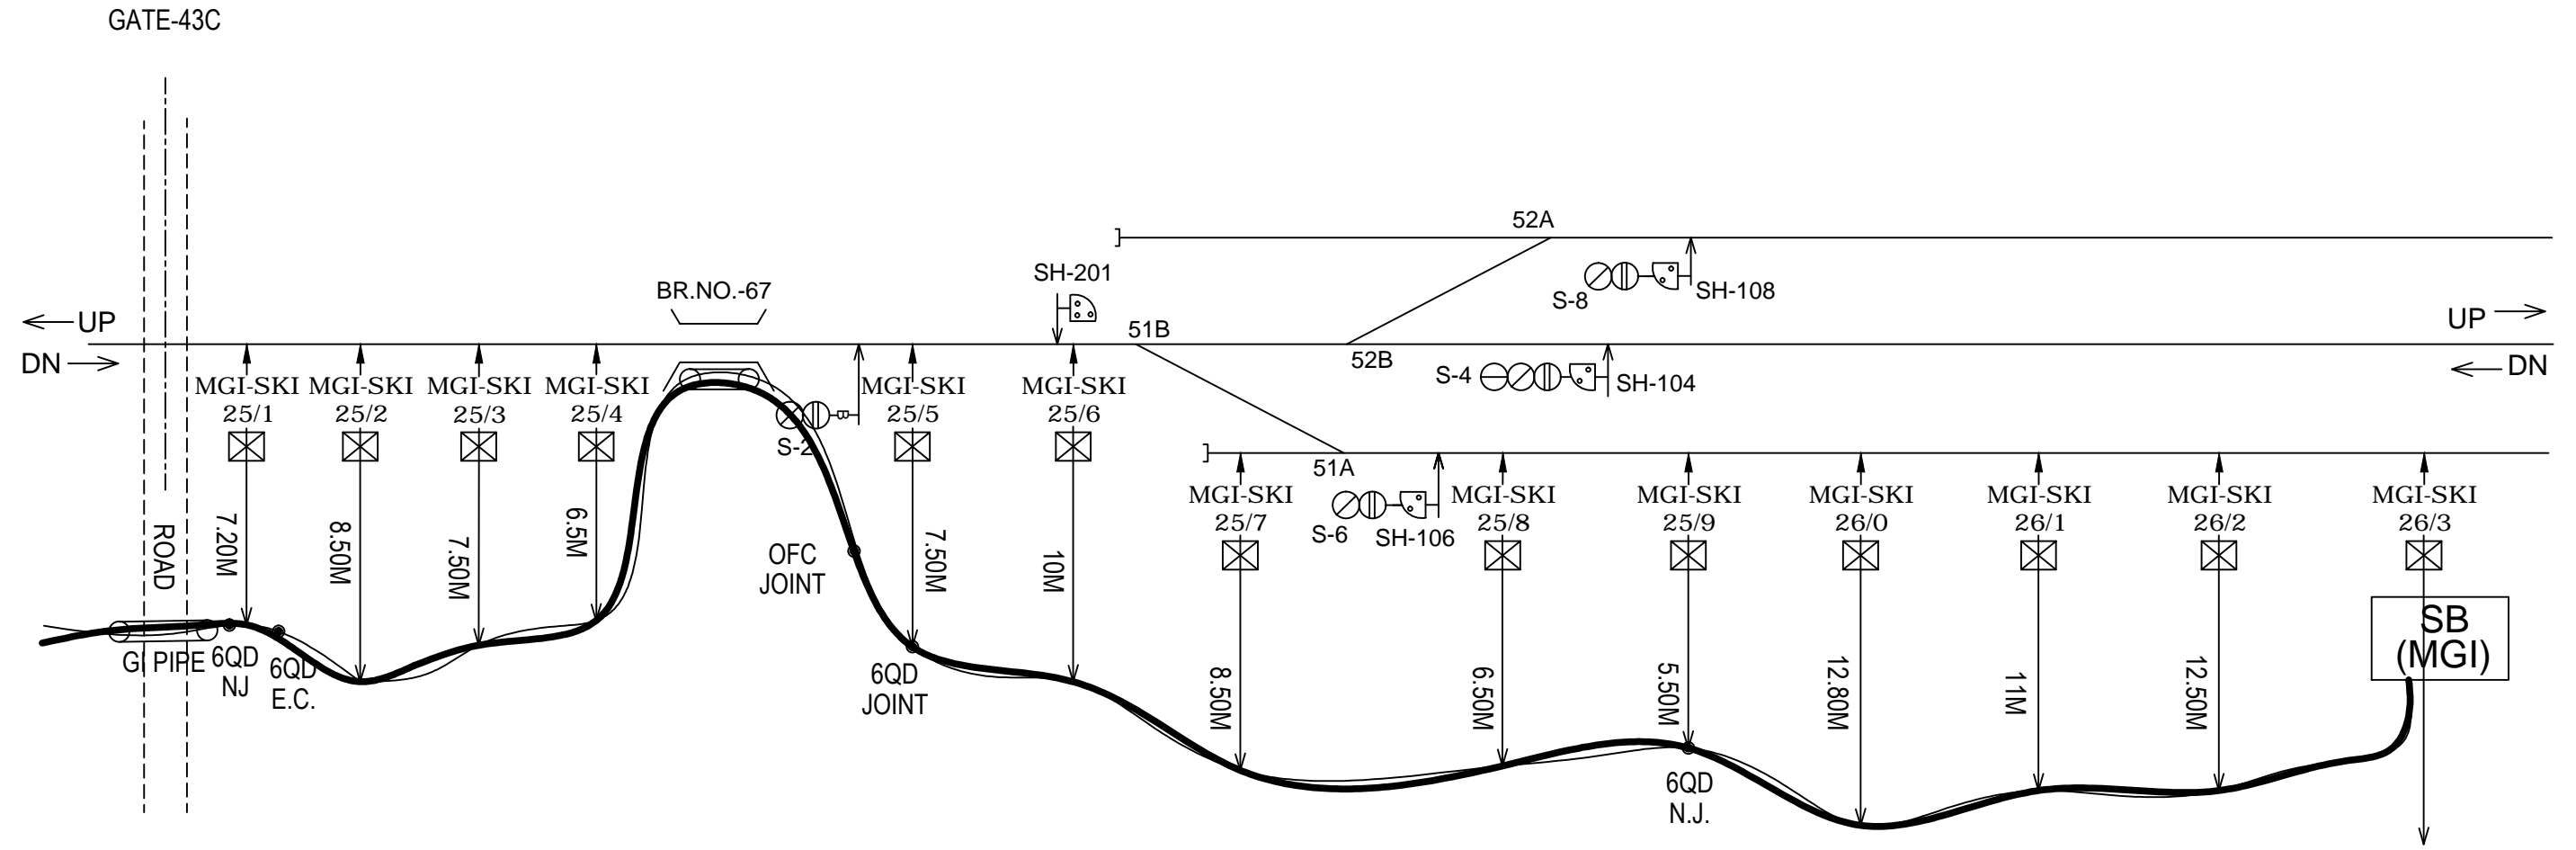 GATE-43C
52A
SH-201
BR.NO.-67
S-8
SH-108
UP
51B
UP
DN
52B
S-4
SH-104
DN
MGI-SKI
25/1
MGI-SKI
25/2
MGI-SKI
25/3
MGI-SKI
25/4
MGI-SKI
25/5
MGI-SKI
25/6
S-2
51A
S-6
SH-106
MGI-SKI
25/7
MGI-SKI
25/8
MGI-SKI
25/9
MGI-SKI
26/0
MGI-SKI
26/1
MGI-SKI
26/2
MGI-SKI
26/3
ROAD
7.20M
8.50M
7.50M
6.5M
OFC
JOINT
7.50M
10M
GI PIPE
6QD
NJ
6QD
E.C.
6QD
JOINT
8.50M
6.50M
5.50M
12.80M
11M
12.50M
SB
(MGI)
6QD
N.J.